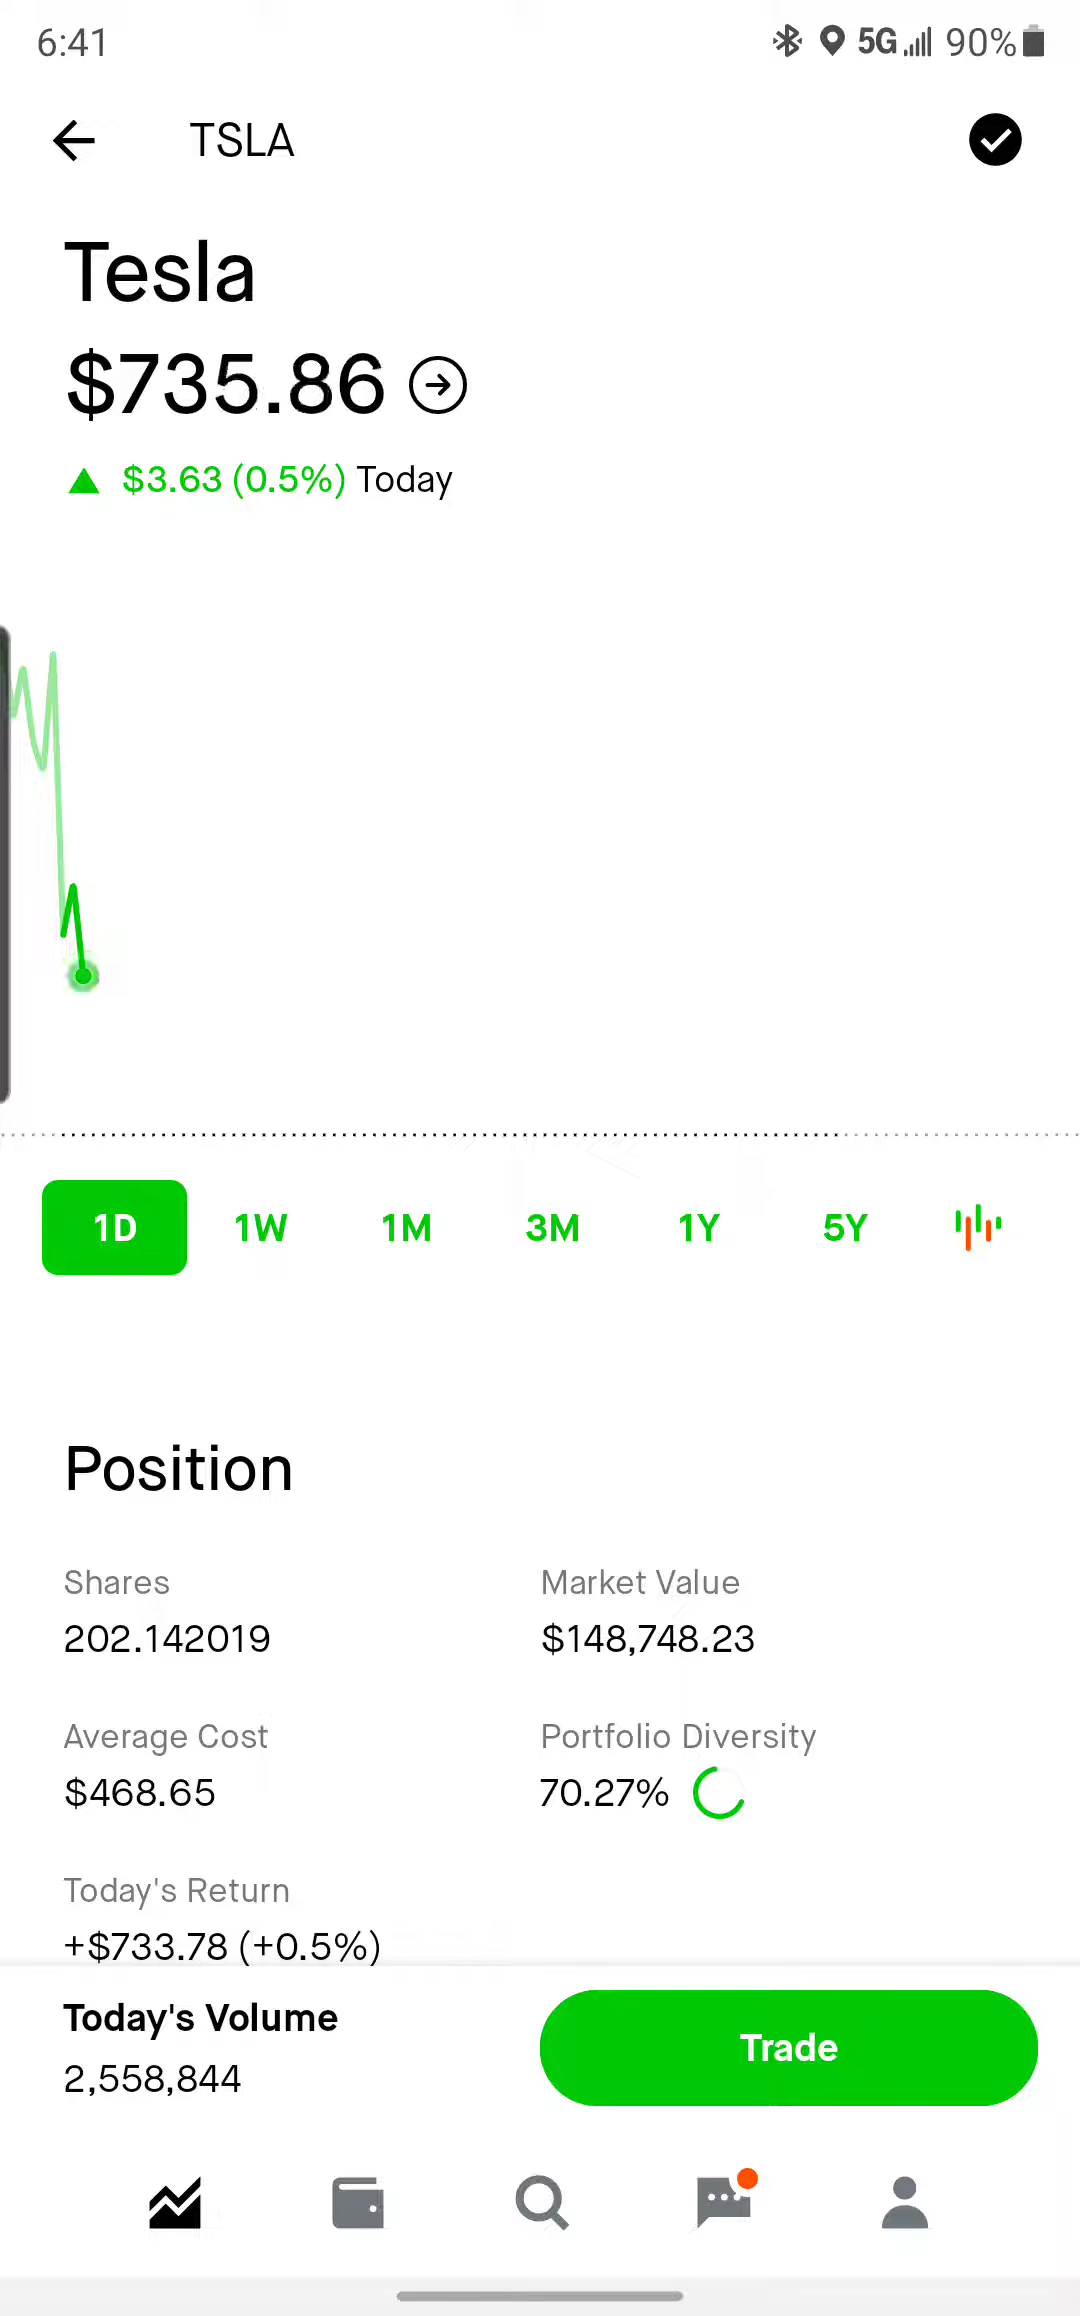 6:41 5G 90%
TSLA
Tesla
$735.86
$3.63 (0.5%) Today
1D 1W 1M 3M 1Y 5Y
Position
Shares Market Value
202.142019 $148,748.23
Average Cost Portfolio Diversity
$468.65 70.27%
Today's Return
+$733.78 (+0.5%)
Today's Volume
2,558,844
Trade